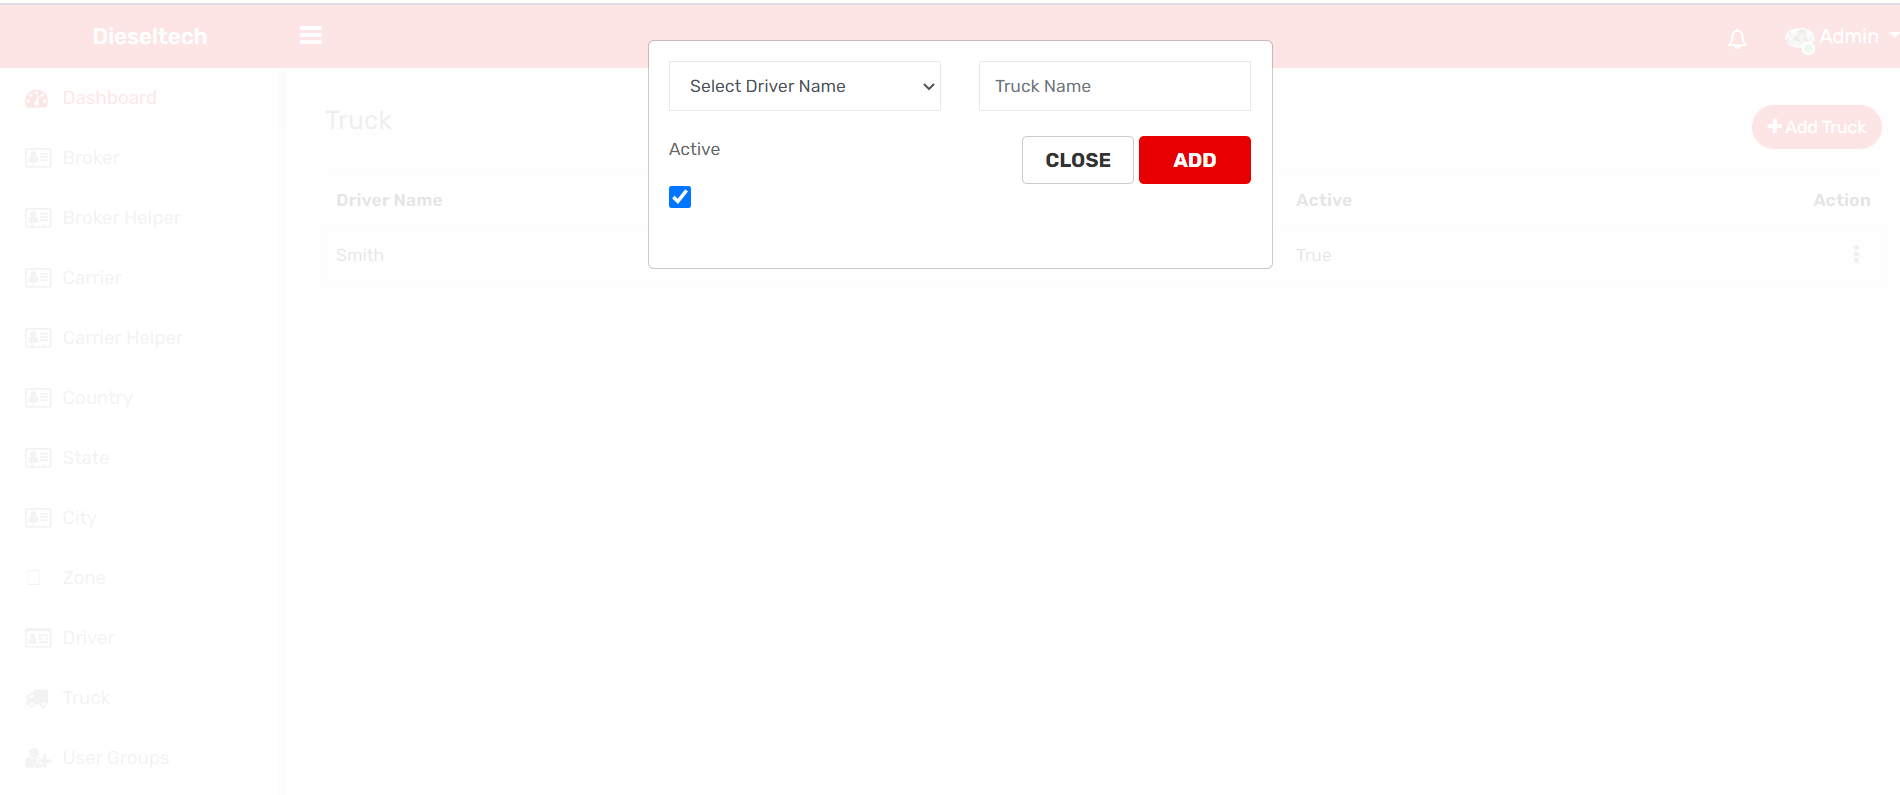 Dieseltech
Admin
Select Driver Name
Truck Name
Active
CLOSE
ADD
Dashboard
Broker
Broker Helper
Carrier
Carrier Helper
Country
State
City
Zone
Driver
Truck
User Groups
Truck
Add Truck
Driver Name Active Action
Smith True